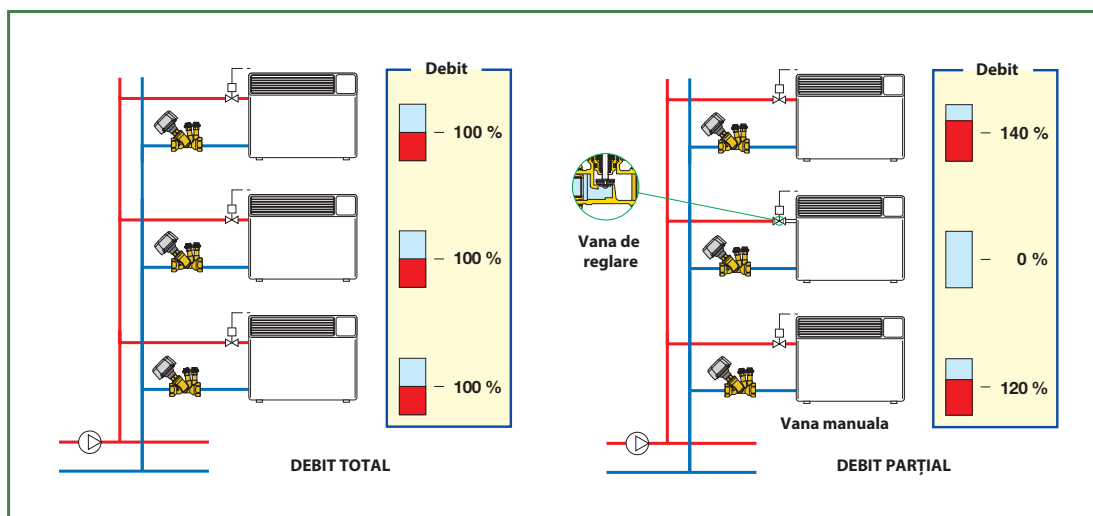 Debit
100 %
100 %
100 %
DEBIT TOTAL
Debit
140 %
Vana de
reglare
0 %
120 %
Vana manuala
DEBIT PARȚIAL